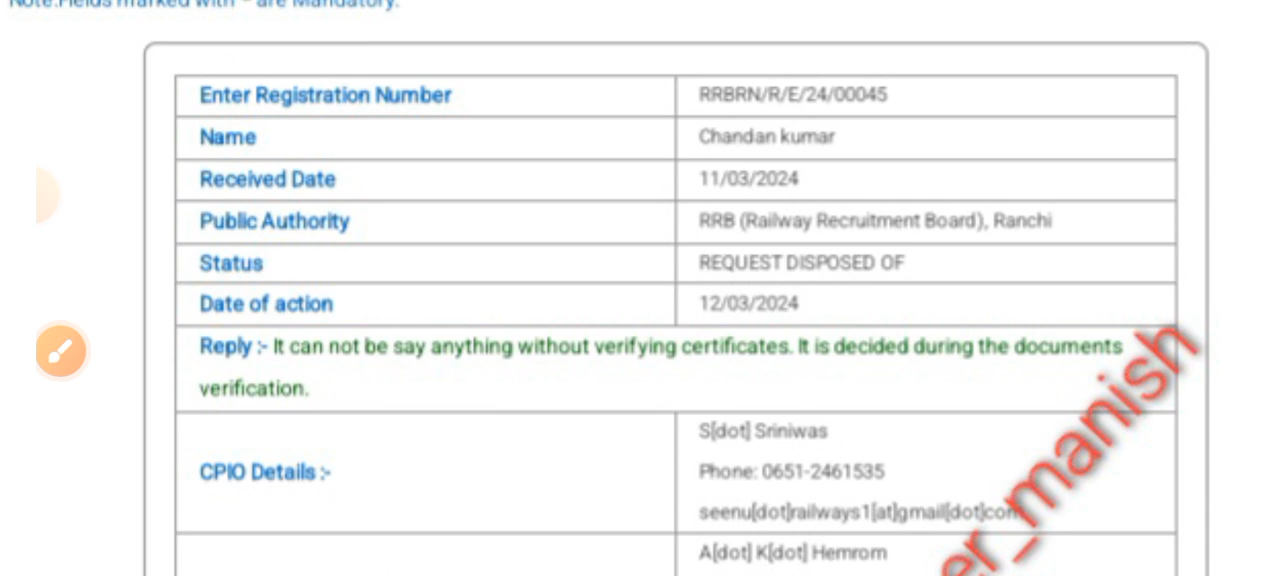 Note:Fields marked with * are Mandatory.
Enter Registration Number RRBRN/R/E/24/00045
Name Chandan kumar
Received Date 11/03/2024
Public Authority RRB (Railway Recruitment Board), Ranchi
Status REQUEST DISPOSED OF
Date of action 12/03/2024
Reply :- It can not be say anything without verifying certificates. It is decided during the documents
verification.
CPIO Details :-
S[dot] Sriniwas
Phone: 0651-2461535
seenu[dot]railways1[at]gmail[dot]com
A[dot] K[dot] Hemrom
er_manish